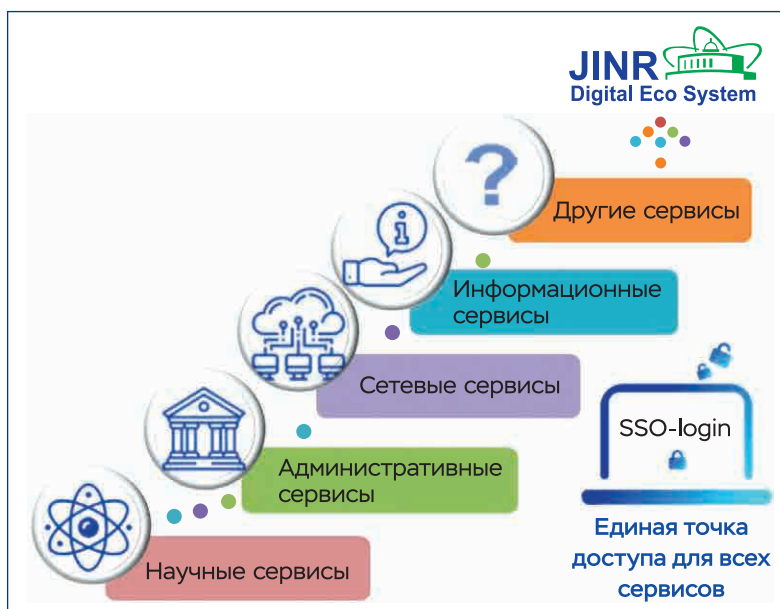 JINR
Digital Eco System
?
Другие сервисы
i
Информационные
сервисы
Сетевые сервисы
SSO-login
Административные
сервисы
Единая точка
доступа для всех
сервисов
Научные сервисы